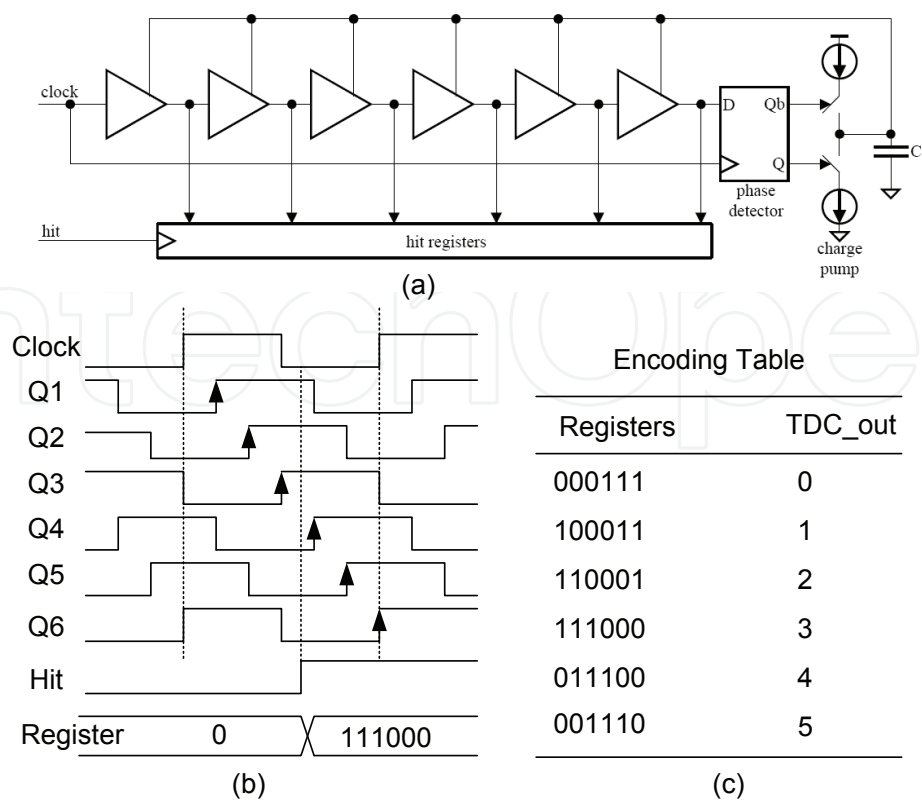 clock
D Qb
Q
C
phase
detector
hit
hit registers
charge
pump
(a)
IntechOpe
Clock
Q1
Q2
Q3
Q4
Q5
Q6
Hit
Register 0 111000
(b)
Encoding Table
Registers TDC_out
000111 0
100011 1
110001 2
111000 3
011100 4
001110 5
(c)